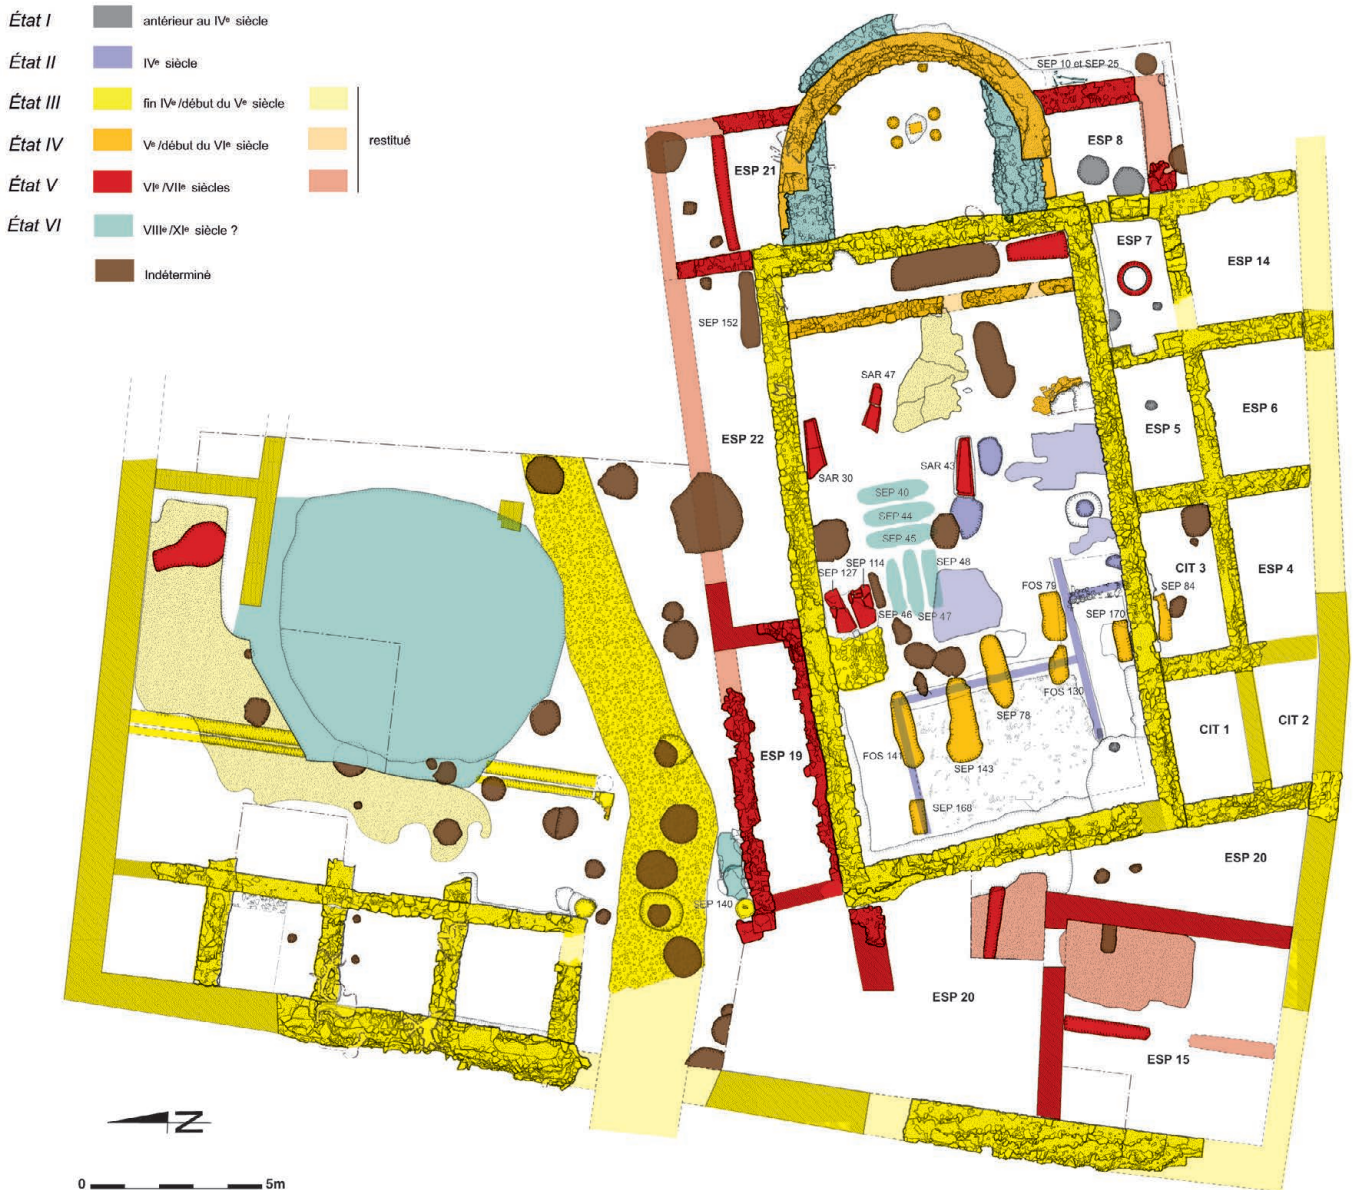 État I antérieur au IVᵉ siècle
État II IVᵉ siècle
État III fin IVᵉ/début du Vᵉ siècle
État IV Vᵉ/début du VIᵉ siècle
restitué
État V VIᵉ/VIIᵉ siècles
État VI VIIIᵉ/XIᵉ siècle ?
Indéterminé
SEP 10 et SEP 25
ESP 21
ESP 8
ESP 7
ESP 14
SEP 152
SAR 47
ESP 22
ESP 5
ESP 6
SAR 30
SAR 43
SEP 40
SEP 44
SEP 45
SEP 114
SEP 127
SEP 48
SEP 46
SEP 47
FOS 79
SEP 170
CIT 3
SEP 84
ESP 4
FOS 130
SEP 78
FOS 141
SEP 143
ESP 19
CIT 1
CIT 2
SEP 168
SEP 140
ESP 20
ESP 20
ESP 15
N
0 5m